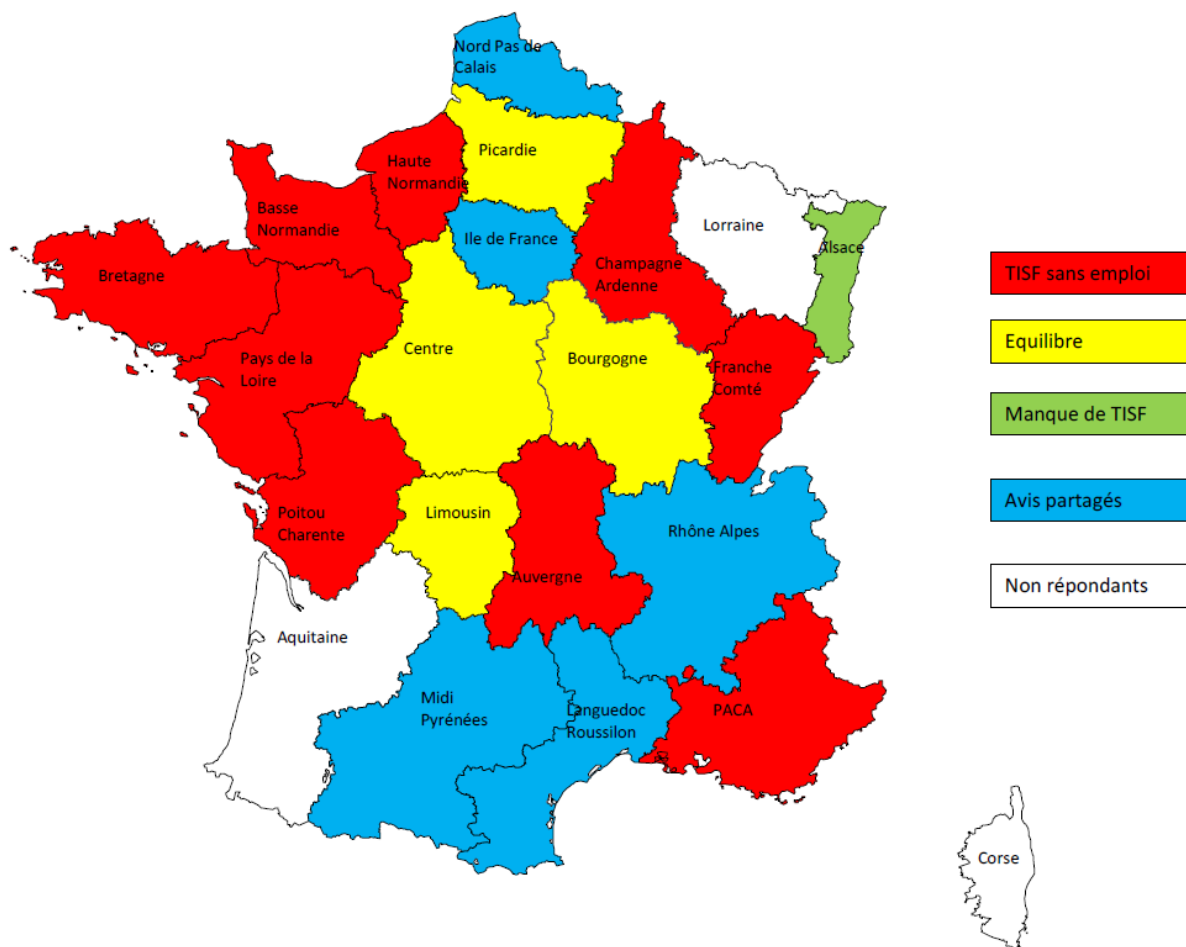 Nord Pas de
Calais
Picardie
Haute
Normandie
Basse
Normandie
Ile de France
Lorraine
Alsace
Champagne
Ardenne
Bretagne
Pays de la
Loire
Centre
Bourgogne
Franche
Comté
Poitou
Charente
Limousin
Auvergne
Rhône Alpes
Aquitaine
Midi
Pyrénées
Languedoc
Roussilon
PACA
Corse
TISF sans emploi
Equilibre
Manque de TISF
Avis partagés
Non répondants